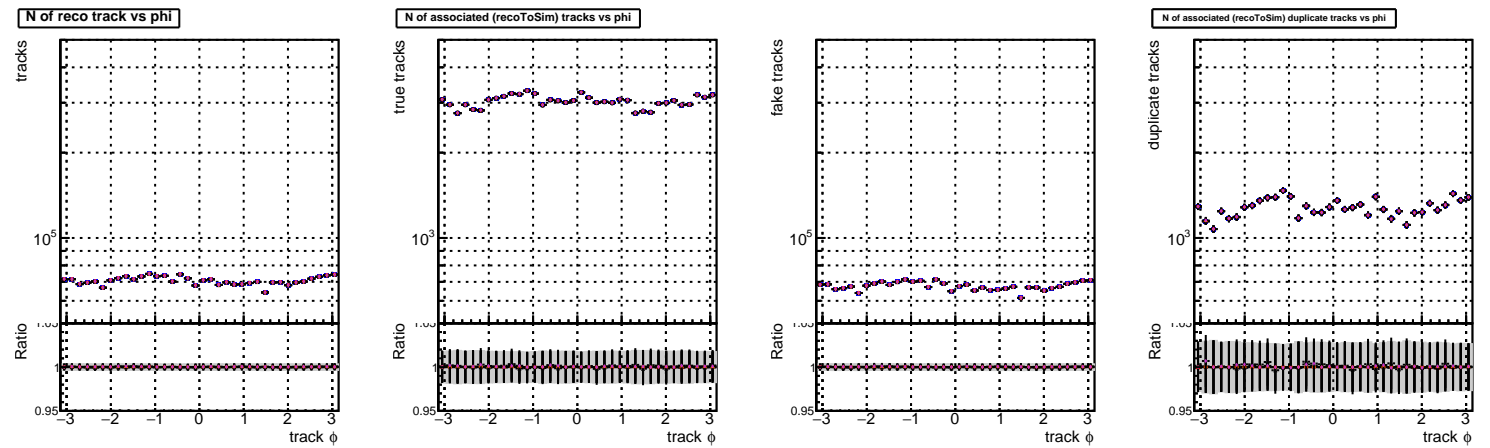 N of reco track vs phi
tracks
10^5
Ratio
1
0.95
−3 −2 −1 0 1 2 3
track ϕ
N of associated (recoToSim) tracks vs phi
true tracks
10^3
Ratio
1
0.95
−3 −2 −1 0 1 2 3
track ϕ
fake tracks
10^5
Ratio
1
0.95
−3 −2 −1 0 1 2 3
track ϕ
N of associated (recoToSim) duplicate tracks vs phi
duplicate tracks
10^3
Ratio
1
0.95
−3 −2 −1 0 1 2 3
track ϕ